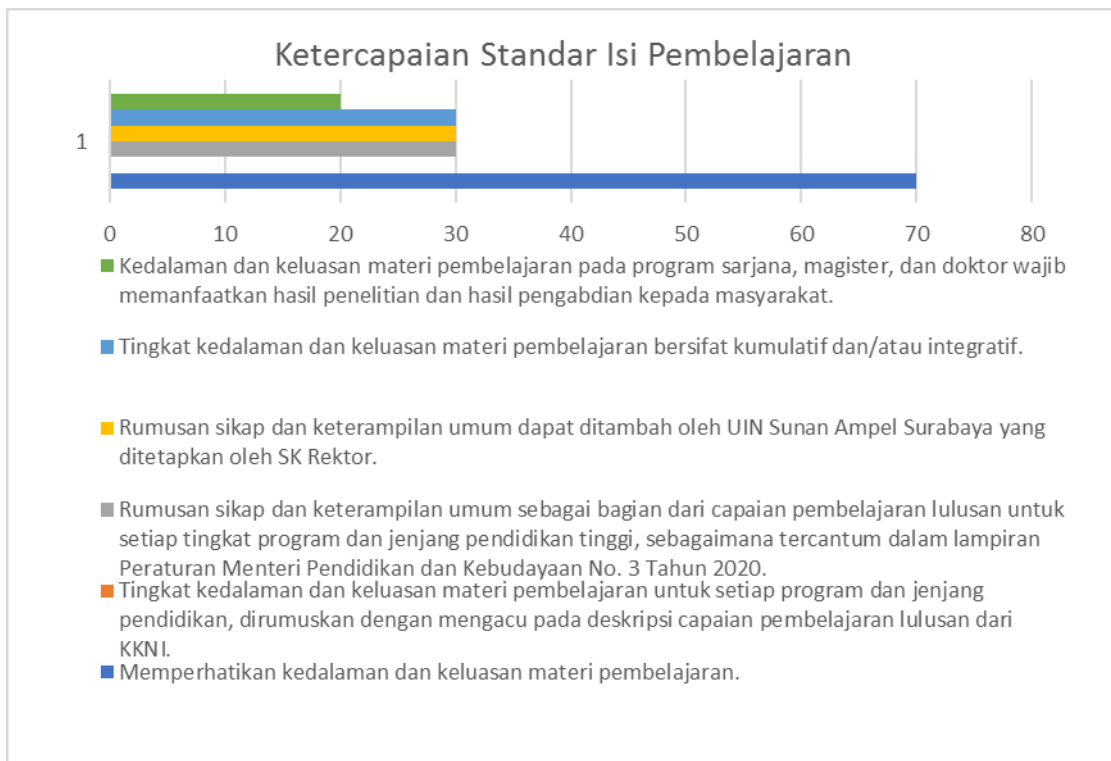 Ketercapaian Standar Isi Pembelajaran
1
0 10 20 30 40 50 60 70 80
Kedalaman dan keluasan materi pembelajaran pada program sarjana, magister, dan doktor wajib
memanfaatkan hasil penelitian dan hasil pengabdian kepada masyarakat.
Tingkat kedalaman dan keluasan materi pembelajaran bersifat kumulatif dan/atau integratif.
Rumusan sikap dan keterampilan umum dapat ditambah oleh UIN Sunan Ampel Surabaya yang
ditetapkan oleh SK Rektor.
Rumusan sikap dan keterampilan umum sebagai bagian dari capaian pembelajaran lulusan untuk
setiap tingkat program dan jenjang pendidikan tinggi, sebagaimana tercantum dalam lampiran
Peraturan Menteri Pendidikan dan Kebudayaan No. 3 Tahun 2020.
Tingkat kedalaman dan keluasan materi pembelajaran untuk setiap program dan jenjang
pendidikan, dirumuskan dengan mengacu pada deskripsi capaian pembelajaran lulusan dari
KKNI.
Memperhatikan kedalaman dan keluasan materi pembelajaran.